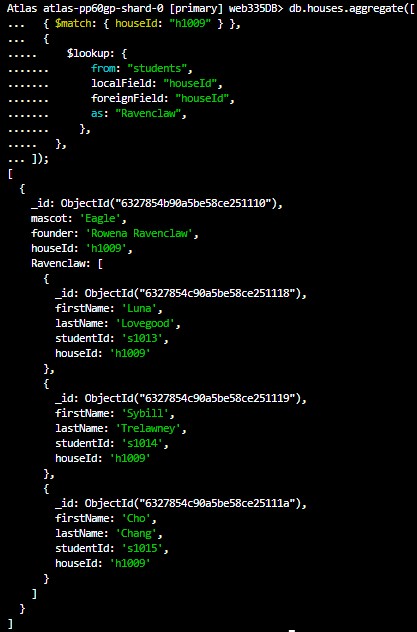 Atlas atlas-pp60gp-shard-0 [primary] web335DB> db.houses.aggregate([
...   { $match: { houseId: "h1009" } },
...   {
.....     $lookup: {
.......       from: "students",
.......       localField: "houseId",
.......       foreignField: "houseId",
.......       as: "Ravenclaw",
.......     },
.....   },
... ]);
[
  {
    _id: ObjectId("6327854b90a5be58ce251110"),
    mascot: 'Eagle',
    founder: 'Rowena Ravenclaw',
    houseId: 'h1009',
    Ravenclaw: [
      {
        _id: ObjectId("6327854c90a5be58ce251118"),
        firstName: 'Luna',
        lastName: 'Lovegood',
        studentId: 's1013',
        houseId: 'h1009'
      },
      {
        _id: ObjectId("6327854c90a5be58ce251119"),
        firstName: 'Sybill',
        lastName: 'Trelawney',
        studentId: 's1014',
        houseId: 'h1009'
      },
      {
        _id: ObjectId("6327854c90a5be58ce25111a"),
        firstName: 'Cho',
        lastName: 'Chang',
        studentId: 's1015',
        houseId: 'h1009'
      }
    ]
  }
]